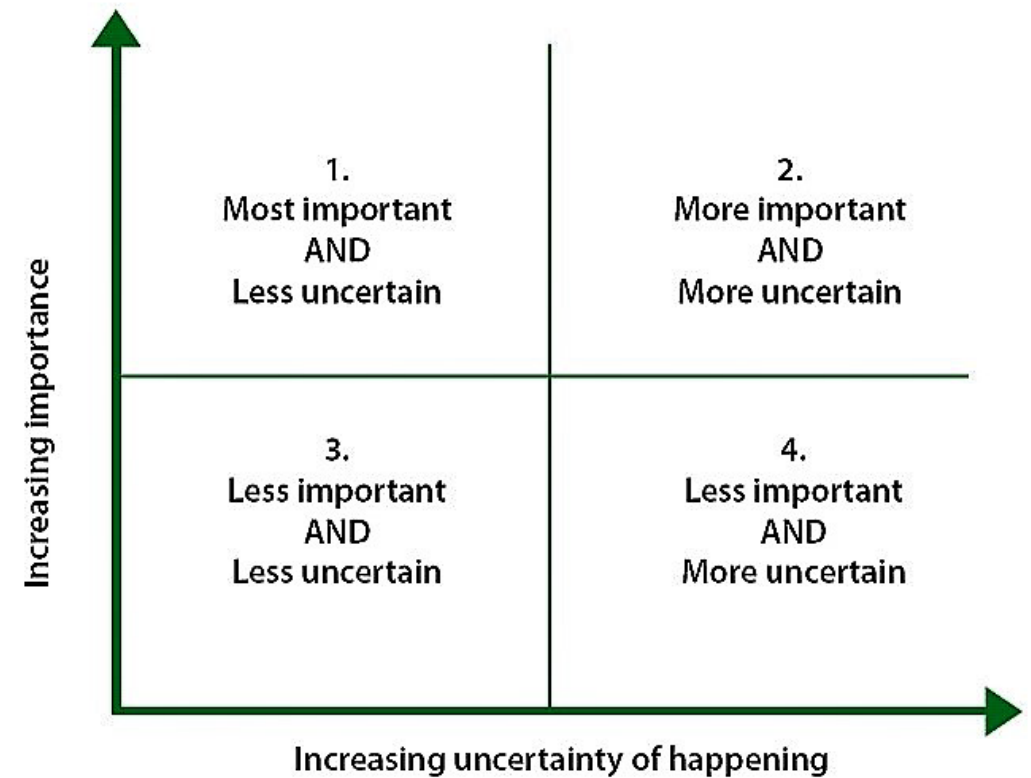 Increasing importance
1.
Most important
AND
Less uncertain
2.
More important
AND
More uncertain
3.
Less important
AND
Less uncertain
4.
Less important
AND
More uncertain
Increasing uncertainty of happening